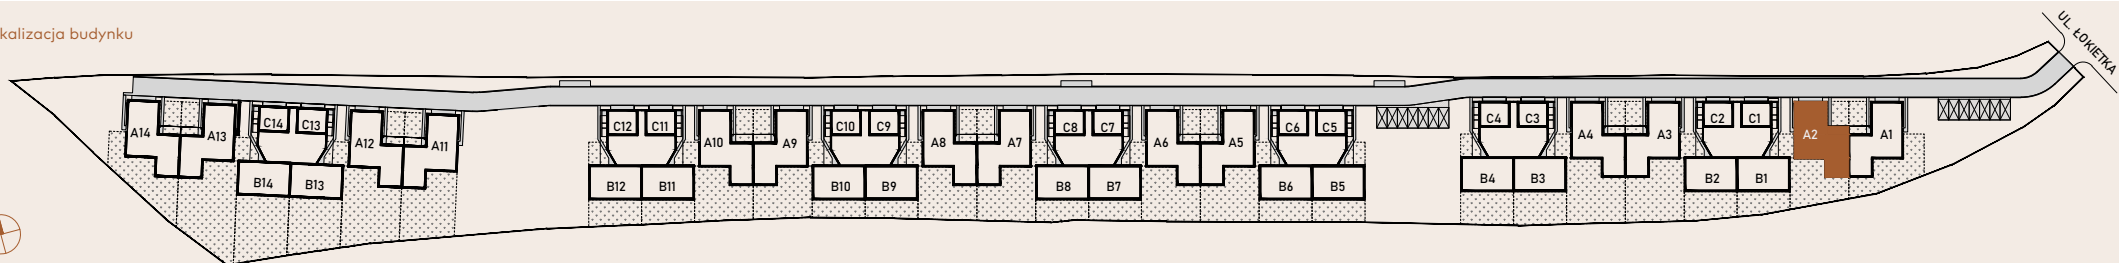 kalizacja budynku
UL. ŁOKIETKA
A14 A13 C14 C13 A12 A11 C12 C11 A10 A9 C10 C9 A8 A7 C8 C7 A6 A5 C6 C5 C4 C3 A4 A3 C2 C1 A2 A1
B14 B13 B12 B11 B10 B9 B8 B7 B6 B5 B4 B3 B2 B1